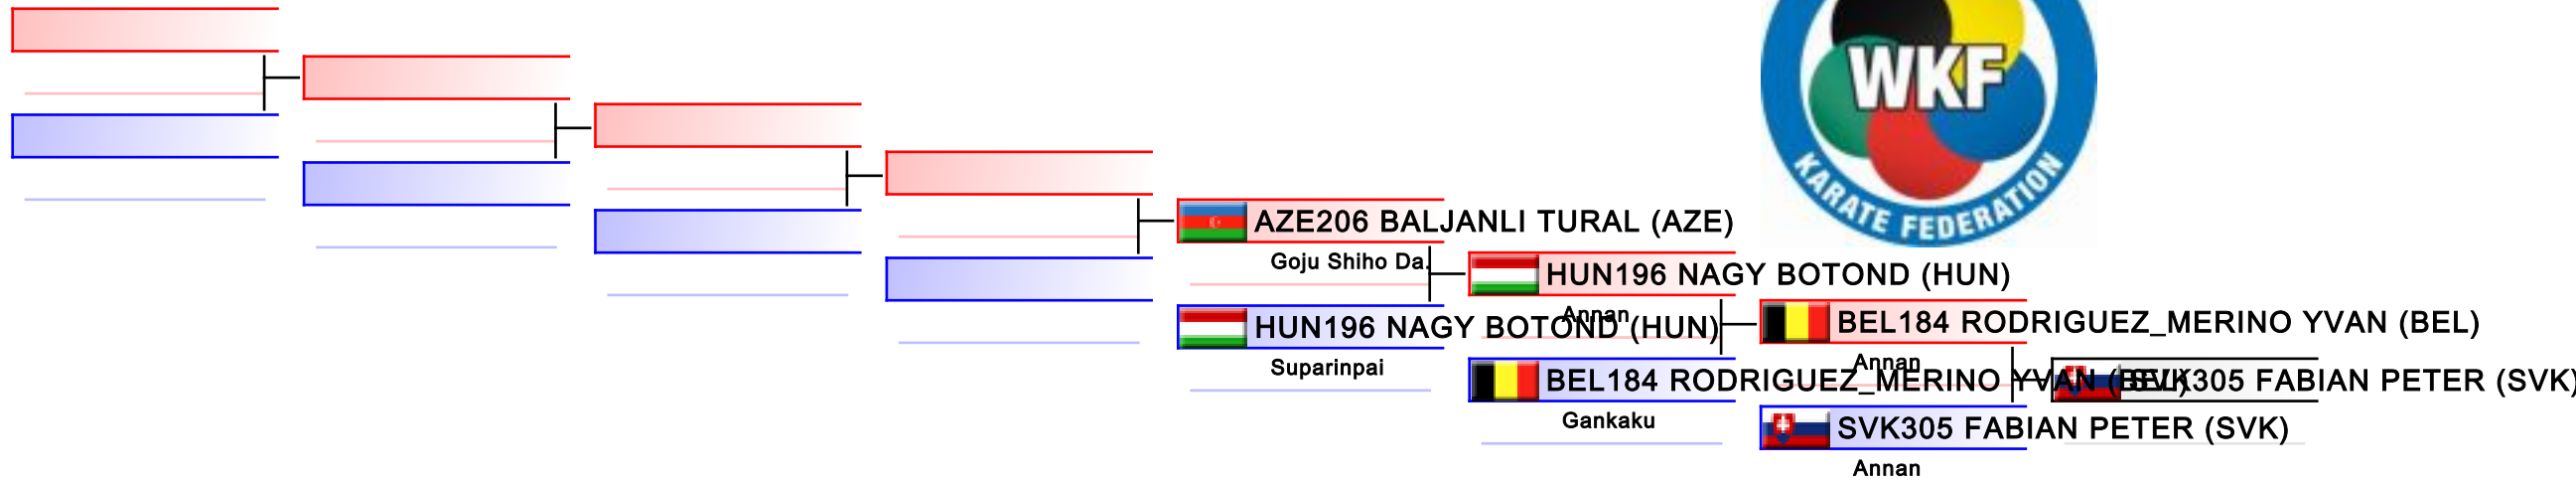 WKF
KARATE FEDERATION
AZE206 BALJANLI TURAL (AZE)
Goju Shiho Da.
HUN196 NAGY BOTOND (HUN)
Suparinpai
HUN196 NAGY BOTOND (HUN)
Annan
BEL184 RODRIGUEZ_MERINO YVAN (BEL)
Gankaku
BEL184 RODRIGUEZ_MERINO YVAN (BEL)
Annan
SVK305 FABIAN PETER (SVK)
Annan
SVK305 FABIAN PETER (SVK)